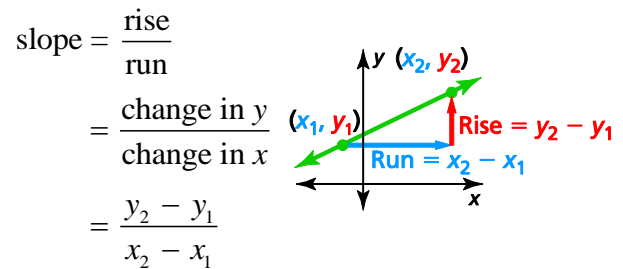 slope = rise/run
= change in y/change in x
= y₂ − y₁/x₂ − x₁
y (x₂, y₂)
(x₁, y₁)
Rise = y₂ − y₁
Run = x₂ − x₁
x